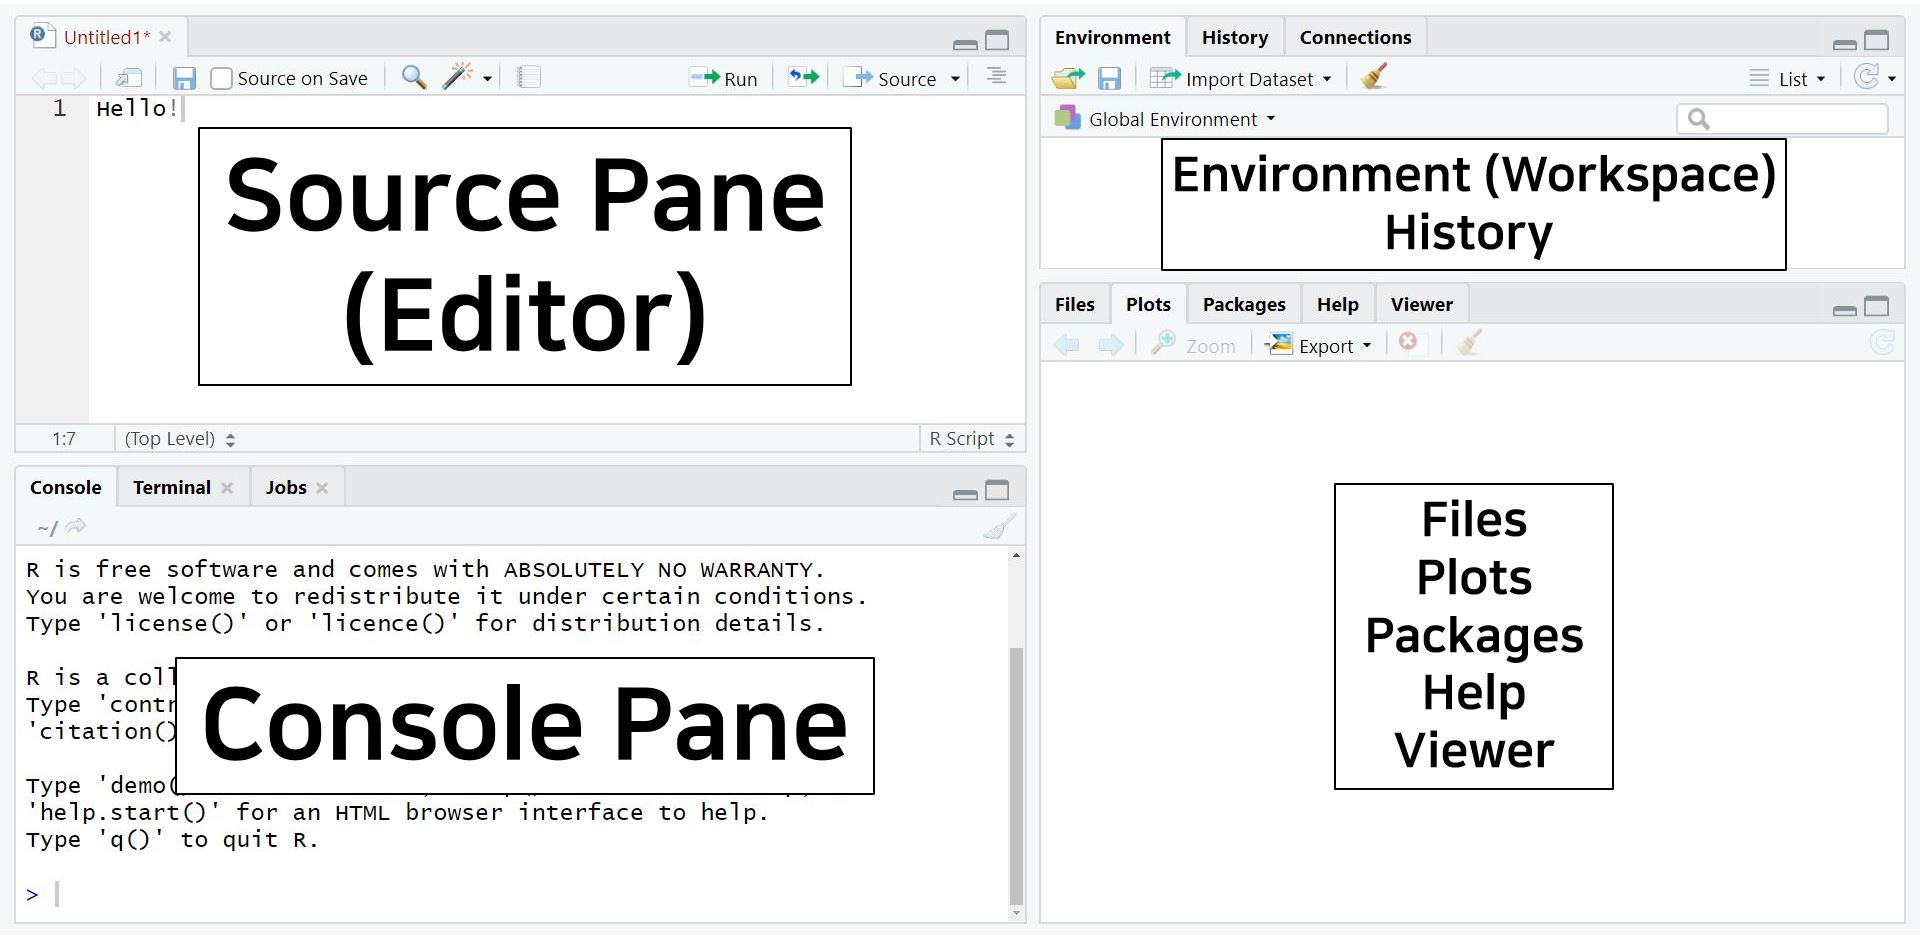 Untitled1*
Source on Save
Run
Source
1 Hello!
Source Pane
(Editor)
1:7 (Top Level) R Script
Console Terminal Jobs
~/
R is free software and comes with ABSOLUTELY NO WARRANTY.
You are welcome to redistribute it under certain conditions.
Type 'license()' or 'licence()' for distribution details.
R is a coll
Type 'contr
'citation()
Console Pane
Type 'demo(
'help.start()' for an HTML browser interface to help.
Type 'q()' to quit R.
>
Environment History Connections
Import Dataset List
Global Environment
Environment (Workspace)
History
Files Plots Packages Help Viewer
Zoom Export
Files
Plots
Packages
Help
Viewer